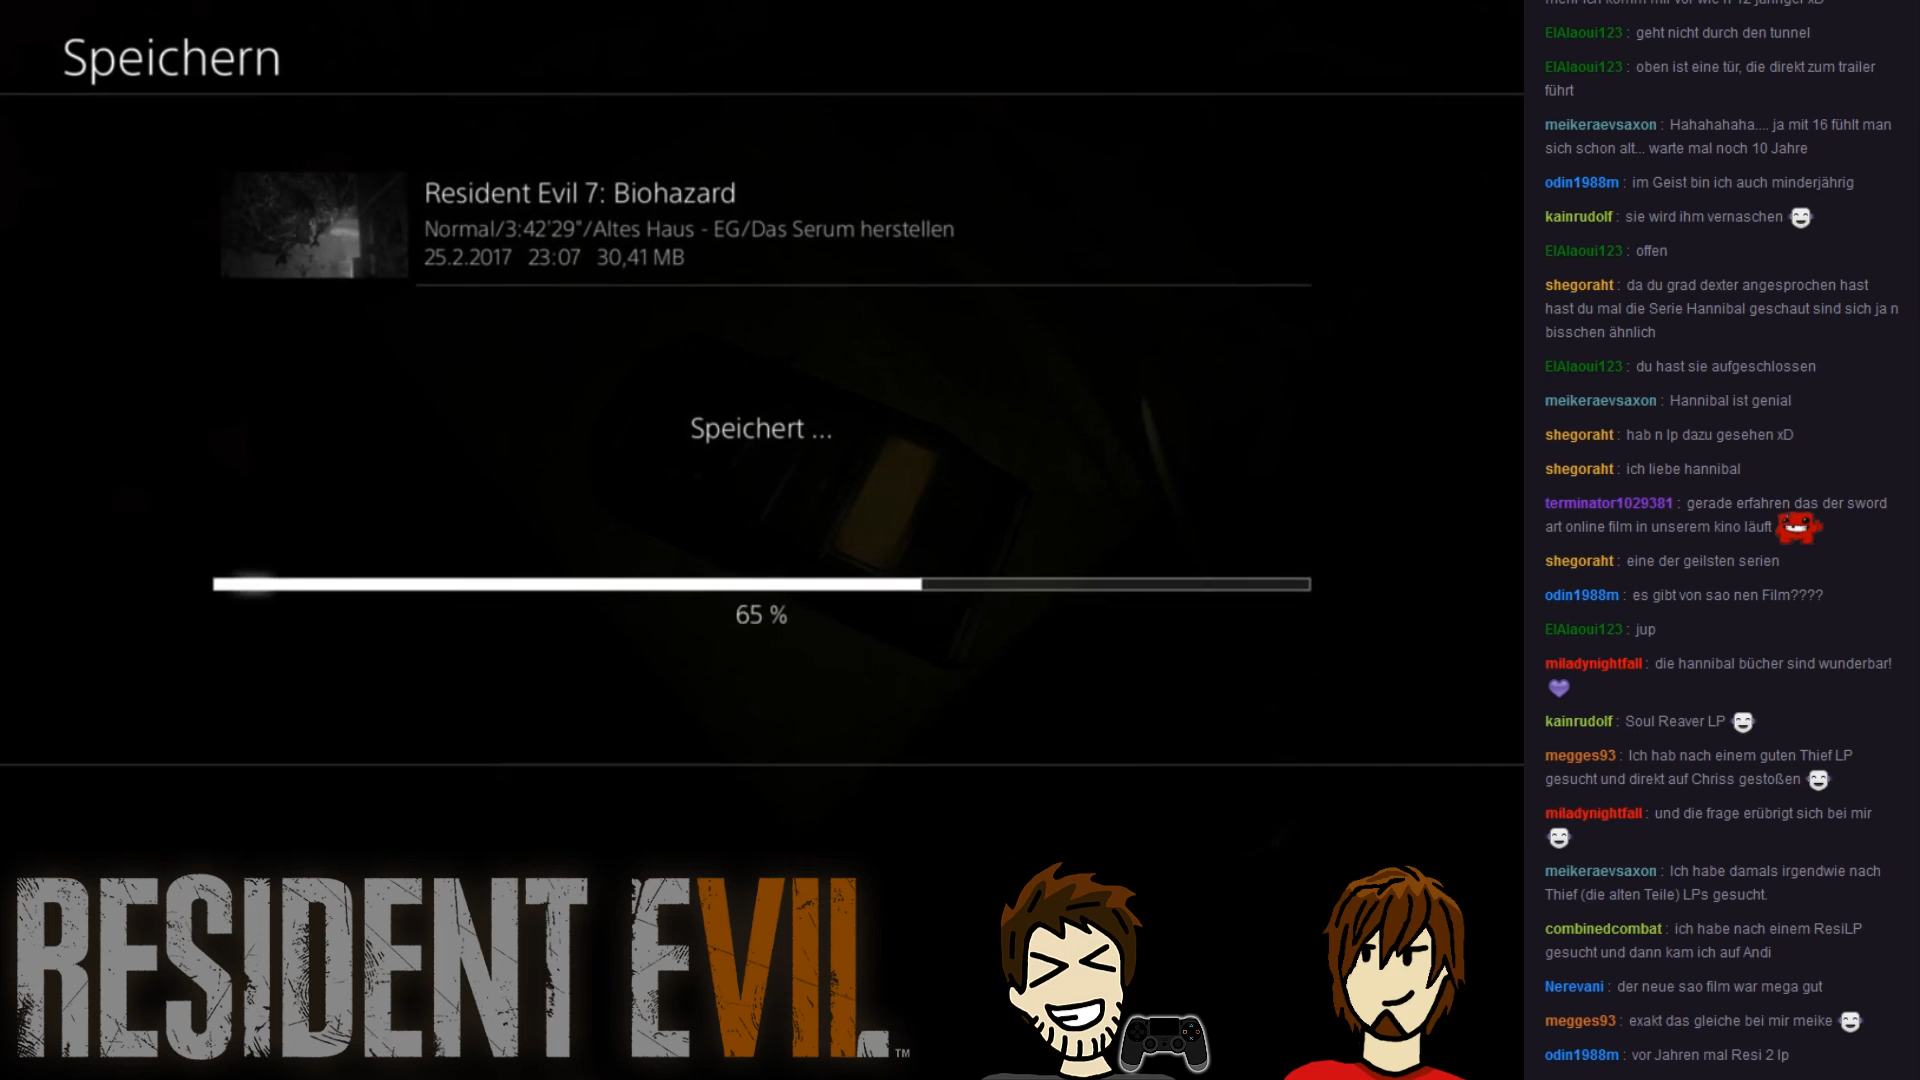 Speichern
Resident Evil 7: Biohazard
Normal/3:42'29"/Altes Haus - EG/Das Serum herstellen
25.2.2017 23:07 30,41 MB
Speichert ...
65 %
RESIDENT EVII.
TM
ElAlaoui123 : geht nicht durch den tunnel
ElAlaoui123 : oben ist eine tür, die direkt zum trailer
führt
meikeraevsaxon : Hahahahaha.... ja mit 16 fühlt man
sich schon alt... warte mal noch 10 Jahre
odin1988m : im Geist bin ich auch minderjährig
kainrudolf : sie wird ihm vernaschen
ElAlaoui123 : offen
shegoraht : da du grad dexter angesprochen hast
hast du mal die Serie Hannibal geschaut sind sich ja n
bisschen ähnlich
ElAlaoui123 : du hast sie aufgeschlossen
meikeraevsaxon : Hannibal ist genial
shegoraht : hab n lp dazu gesehen xD
shegoraht : ich liebe hannibal
terminator1029381 : gerade erfahren das der sword
art online film in unserem kino läuft
shegoraht : eine der geilsten serien
odin1988m : es gibt von sao nen Film????
ElAlaoui123 : jup
miladynightfall : die hannibal bücher sind wunderbar!
kainrudolf : Soul Reaver LP
megges93 : Ich hab nach einem guten Thief LP
gesucht und direkt auf Chriss gestoßen
miladynightfall : und die frage erübrigt sich bei mir
meikeraevsaxon : Ich habe damals irgendwie nach
Thief (die alten Teile) LPs gesucht.
combinedcombat : ich habe nach einem ResiLP
gesucht und dann kam ich auf Andi
Nerevani : der neue sao film war mega gut
megges93 : exakt das gleiche bei mir meike
odin1988m : vor Jahren mal Resi 2 lp